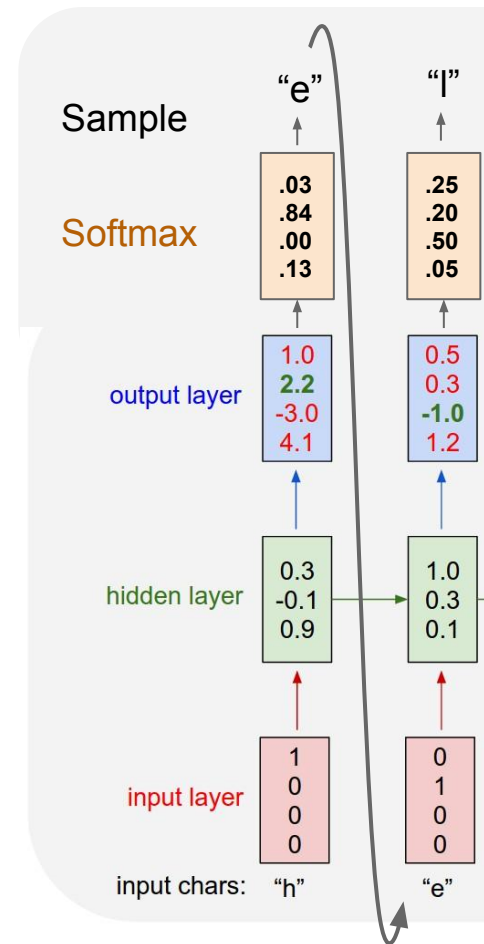 “e” “l”
Sample
.03 .25
.84 .20
Softmax .00 .50
.13 .05
1.0 0.5
2.2 0.3
output layer -3.0 -1.0
4.1 1.2
0.3 1.0
hidden layer -0.1 0.3
0.9 0.1
1 0
input layer 0 1
0 0
0 0
input chars: “h” “e”